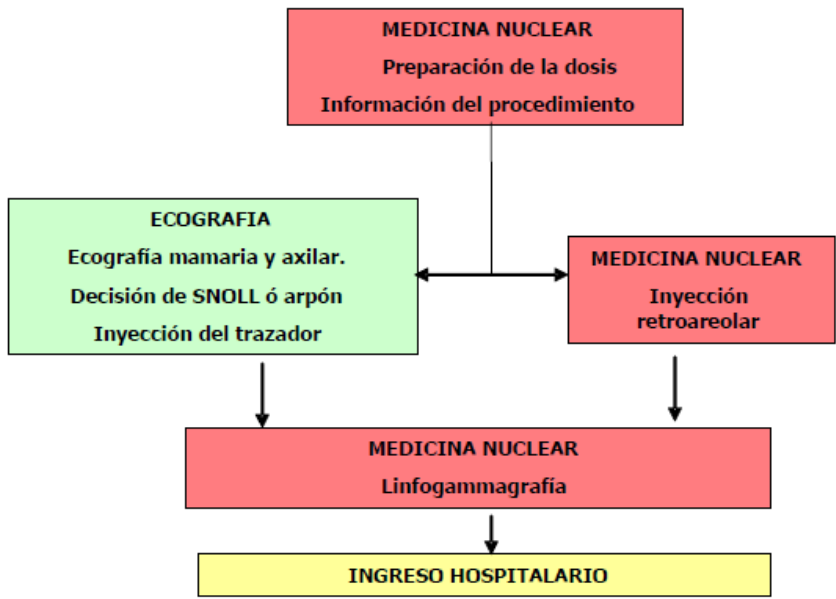 MEDICINA NUCLEAR
Preparación de la dosis
Información del procedimiento
ECOGRAFIA
Ecografía mamaria y axilar.
Decisión de SNOLL ó arpón
Inyección del trazador
MEDICINA NUCLEAR
Inyección
retroareolar
MEDICINA NUCLEAR
Linfogammagrafía
INGRESO HOSPITALARIO